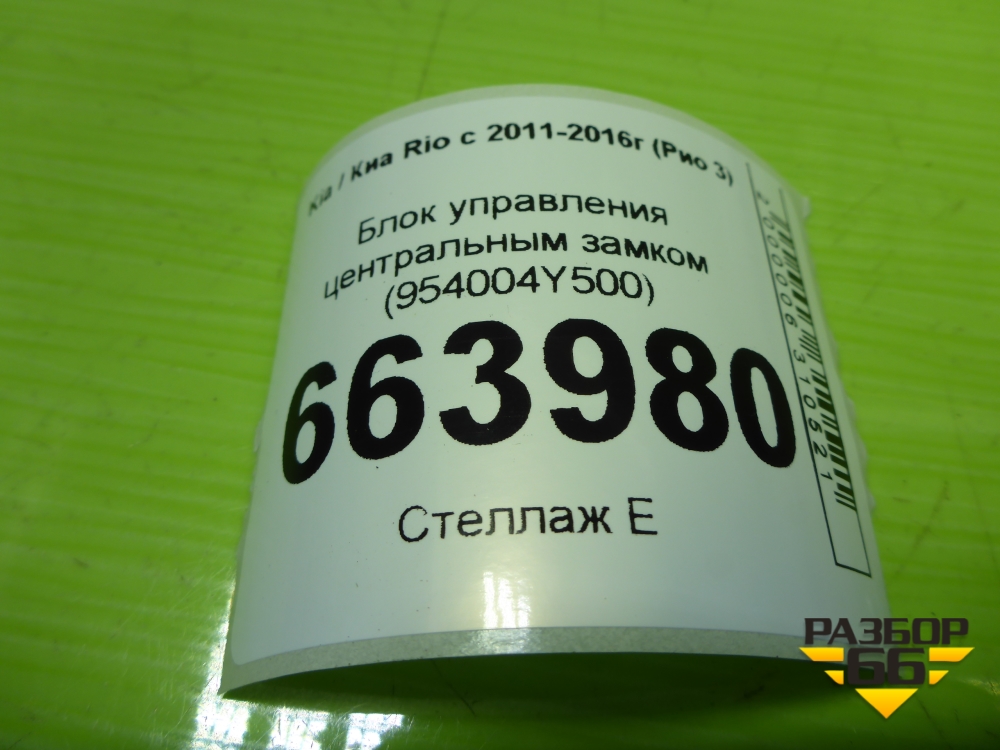 Kia / Киа Rio с 2011-2016г (Рио 3)
Блок управления
центральным замком
(954004Y500)
663980
Стеллаж Е
2000006310621
РАЗБОР
66